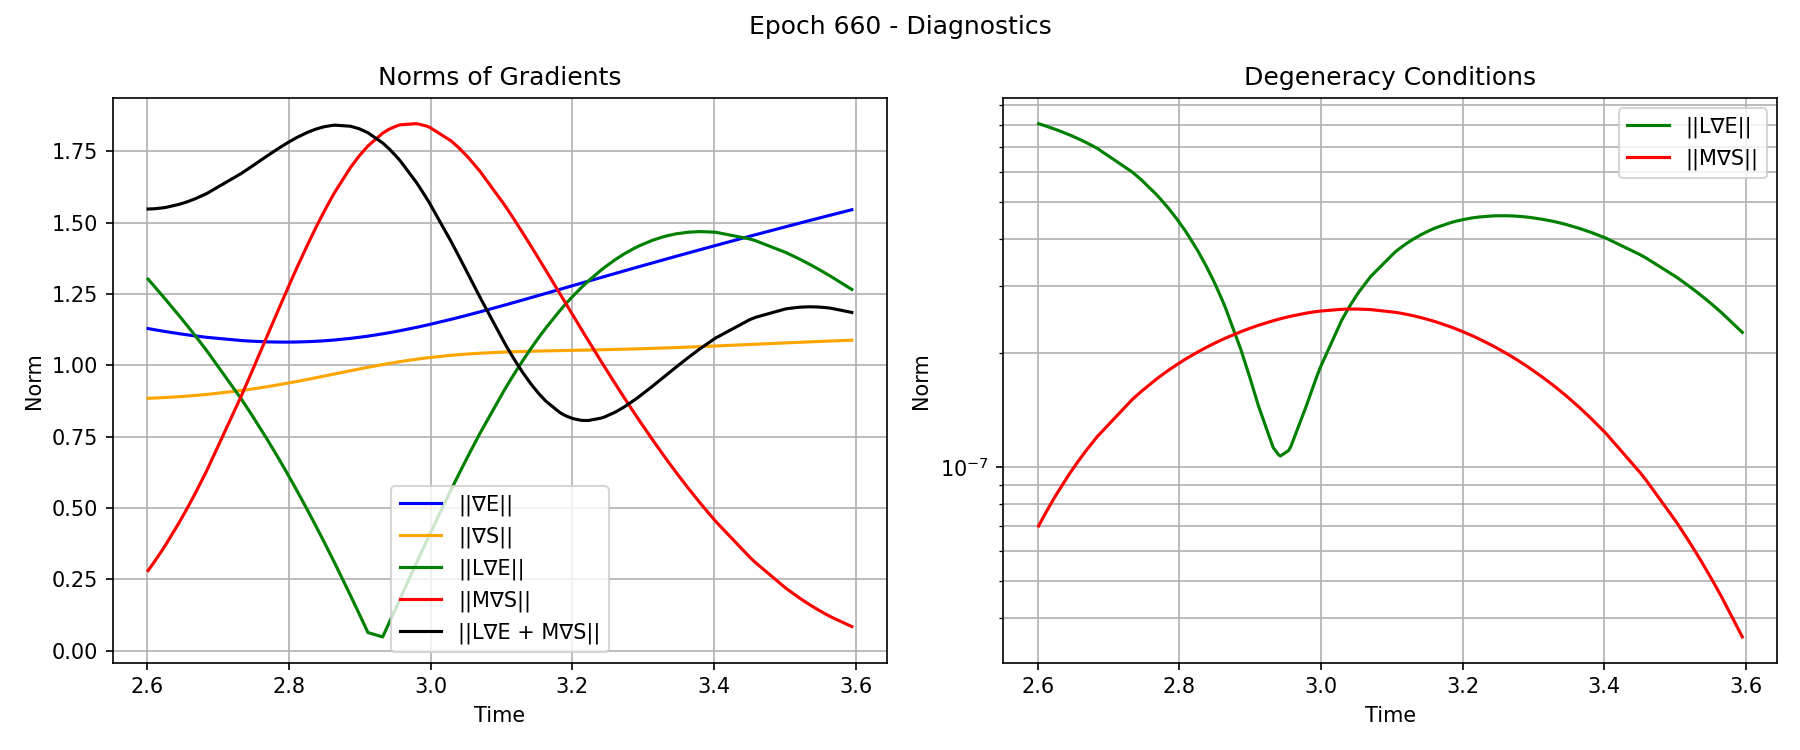 Epoch 660 - Diagnostics
Norms of Gradients
Norm
1.75
1.50
1.25
1.00
0.75
0.50
0.25
0.00
2.6 2.8 3.0 3.2 3.4 3.6
Time
||∇E||
||∇S||
||L∇E||
||M∇S||
||L∇E + M∇S||
Degeneracy Conditions
Norm
10⁻⁷
2.6 2.8 3.0 3.2 3.4 3.6
Time
||L∇E||
||M∇S||